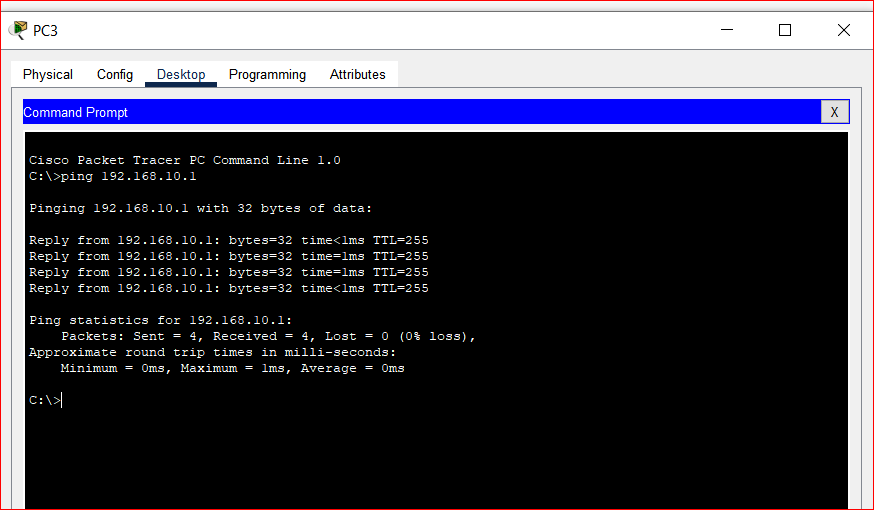 PC3
Physical Config Desktop Programming Attributes
Command Prompt X
Cisco Packet Tracer PC Command Line 1.0
C:\>ping 192.168.10.1
Pinging 192.168.10.1 with 32 bytes of data:
Reply from 192.168.10.1: bytes=32 time<1ms TTL=255
Reply from 192.168.10.1: bytes=32 time=1ms TTL=255
Reply from 192.168.10.1: bytes=32 time=1ms TTL=255
Reply from 192.168.10.1: bytes=32 time<1ms TTL=255
Ping statistics for 192.168.10.1:
Packets: Sent = 4, Received = 4, Lost = 0 (0% loss),
Approximate round trip times in milli-seconds:
Minimum = 0ms, Maximum = 1ms, Average = 0ms
C:\>